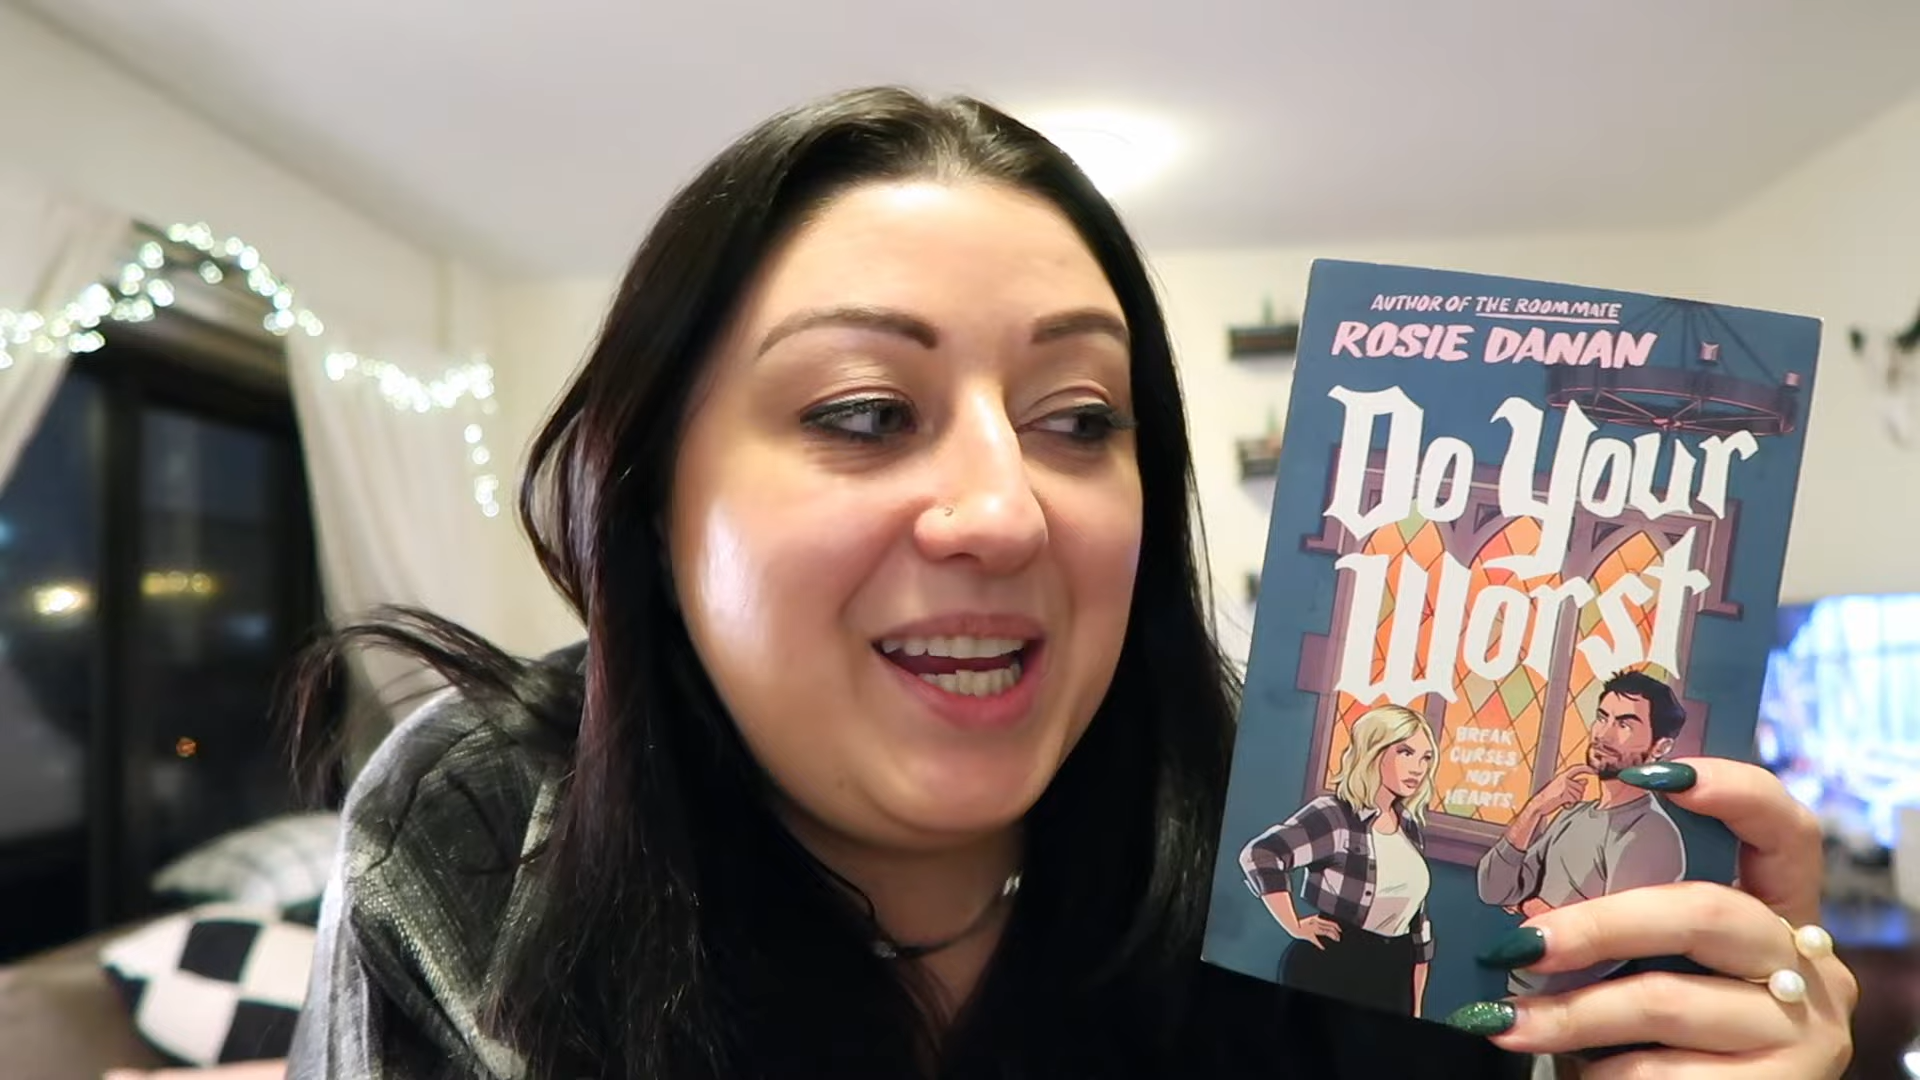 AUTHOR OF THE ROOMMATE
ROSIE DANAN
Do Your
Worst
BREAK
CURSES,
NOT
HEARTS.